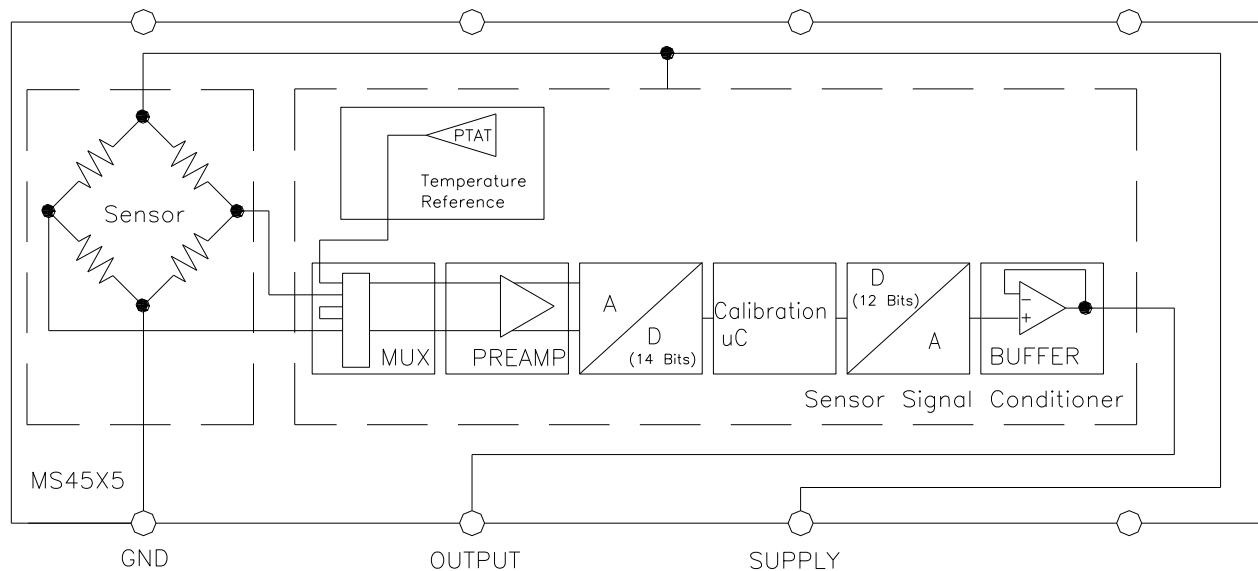 PTAT
Temperature
Reference
Sensor
A
D
(14 Bits)
Calibration
uC
D
(12 Bits)
A
−
+
MUX
PREAMP
BUFFER
Sensor Signal Conditioner
MS45X5
GND
OUTPUT
SUPPLY